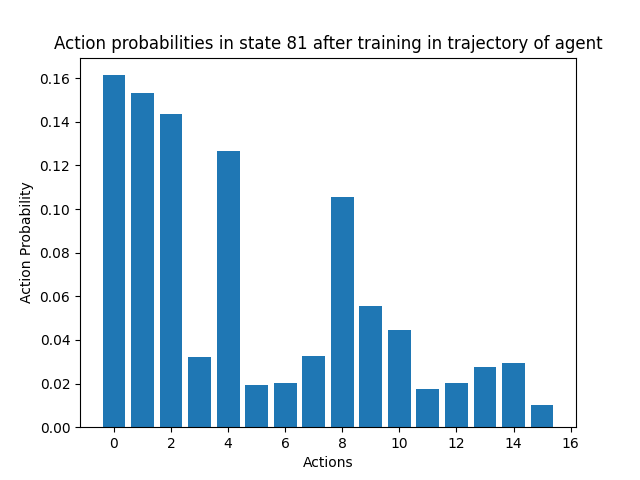 Action probabilities in state 81 after training in trajectory of agent
0.16
0.14
0.12
0.10
0.08
0.06
0.04
0.02
0.00
Action Probability
0 2 4 6 8 10 12 14 16
Actions